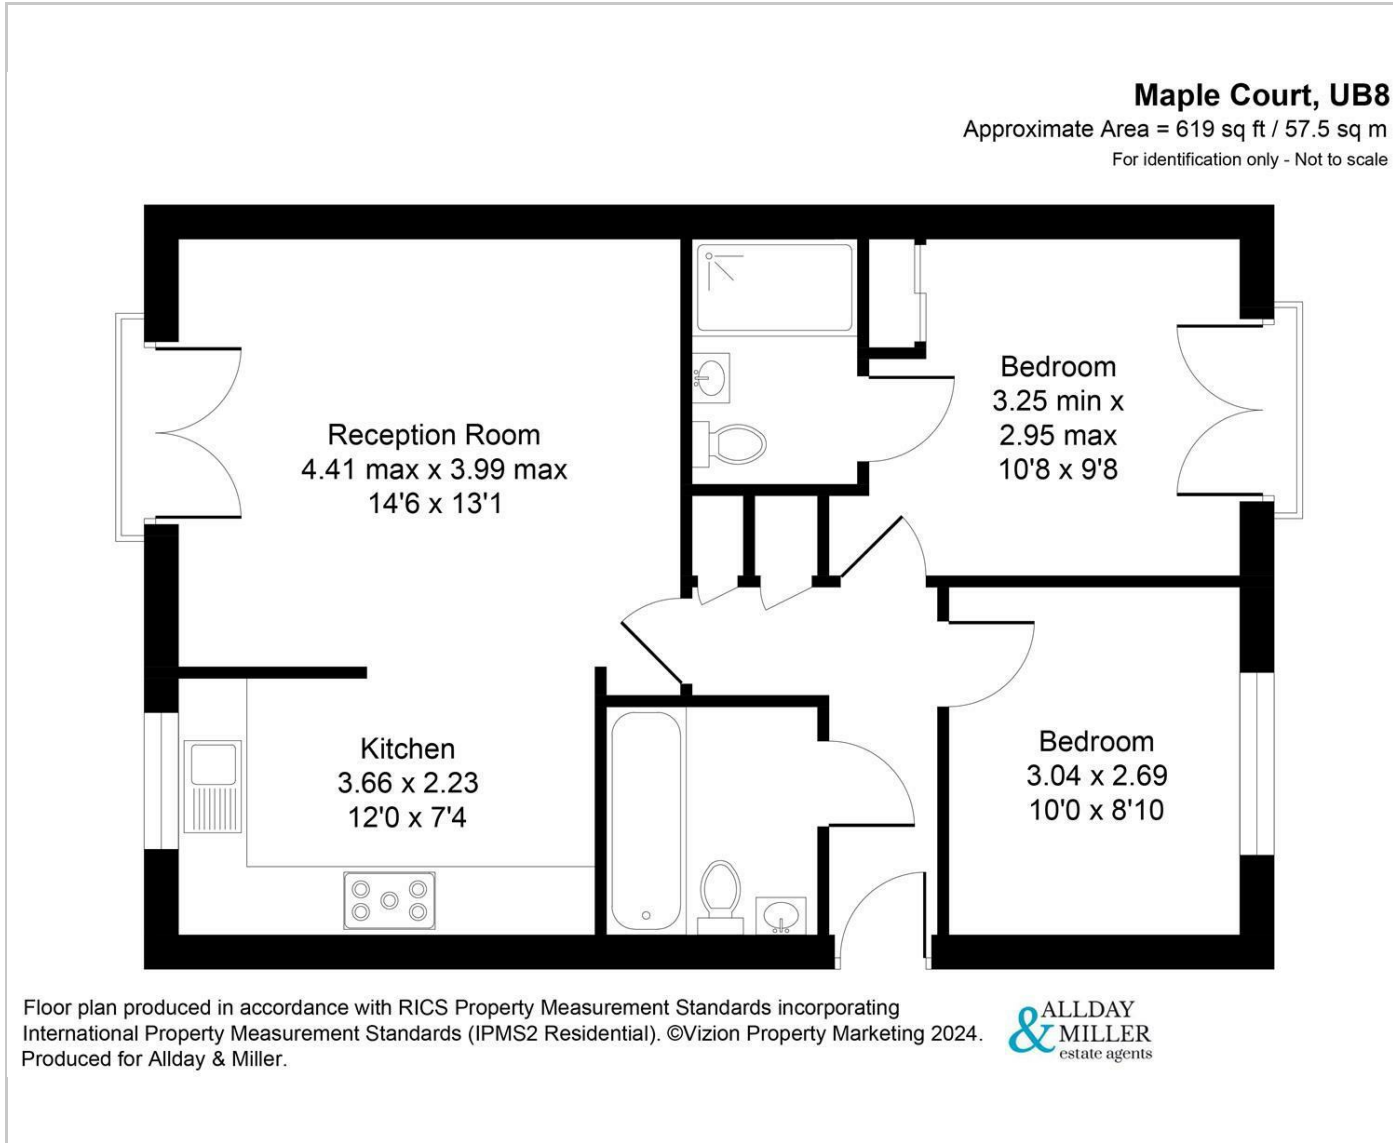 Maple Court, UB8
Approximate Area = 619 sq ft / 57.5 sq m
For identification only - Not to scale
Reception Room
4.41 max x 3.99 max
14'6 x 13'1
Bedroom
3.25 min x
2.95 max
10'8 x 9'8
Kitchen
3.66 x 2.23
12'0 x 7'4
Bedroom
3.04 x 2.69
10'0 x 8'10
Floor plan produced in accordance with RICS Property Measurement Standards incorporating
International Property Measurement Standards (IPMS2 Residential). ©Vizion Property Marketing 2024.
Produced for Allday & Miller.
ALLDAY
& MILLER
estate agents